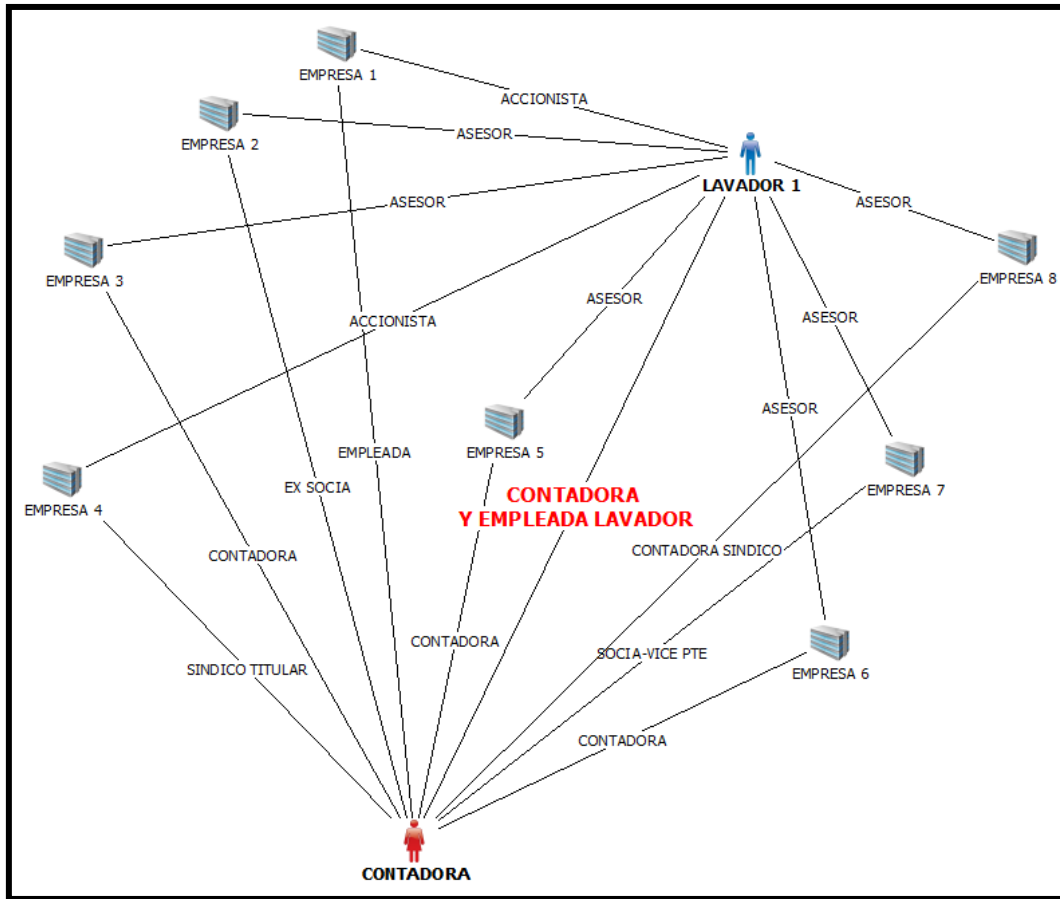 EMPRESA 1
ACCIONISTA
EMPRESA 2
ASESOR
LAVADOR 1
ASESOR
ASESOR
EMPRESA 3
EMPRESA 8
ASESOR
ACCIONISTA
ASESOR
ASESOR
EMPRESA 5
EMPLEADA
EX SOCIA
EMPRESA 4
EMPRESA 7
CONTADORA
Y EMPLEADA LAVADOR
CONTADORA
CONTADORA SINDICO
CONTADORA
SINDICO TITULAR
SOCIA-VICE PTE
EMPRESA 6
CONTADORA
CONTADORA